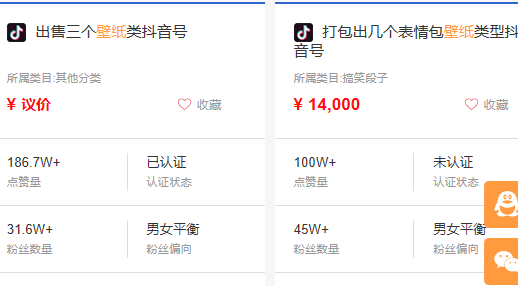 出售三个壁纸类抖音号
所属类目:其他分类
¥ 议价
收藏
186.7W+
已认证
点赞量
认证状态
31.6W+
男女平衡
粉丝数量
粉丝偏向
打包出几个表情包壁纸类型抖
音号
所属类目:搞笑段子
¥ 14,000
收藏
100W+
未认证
点赞量
认证状态
45W+
男女平衡
粉丝数量
粉丝偏向